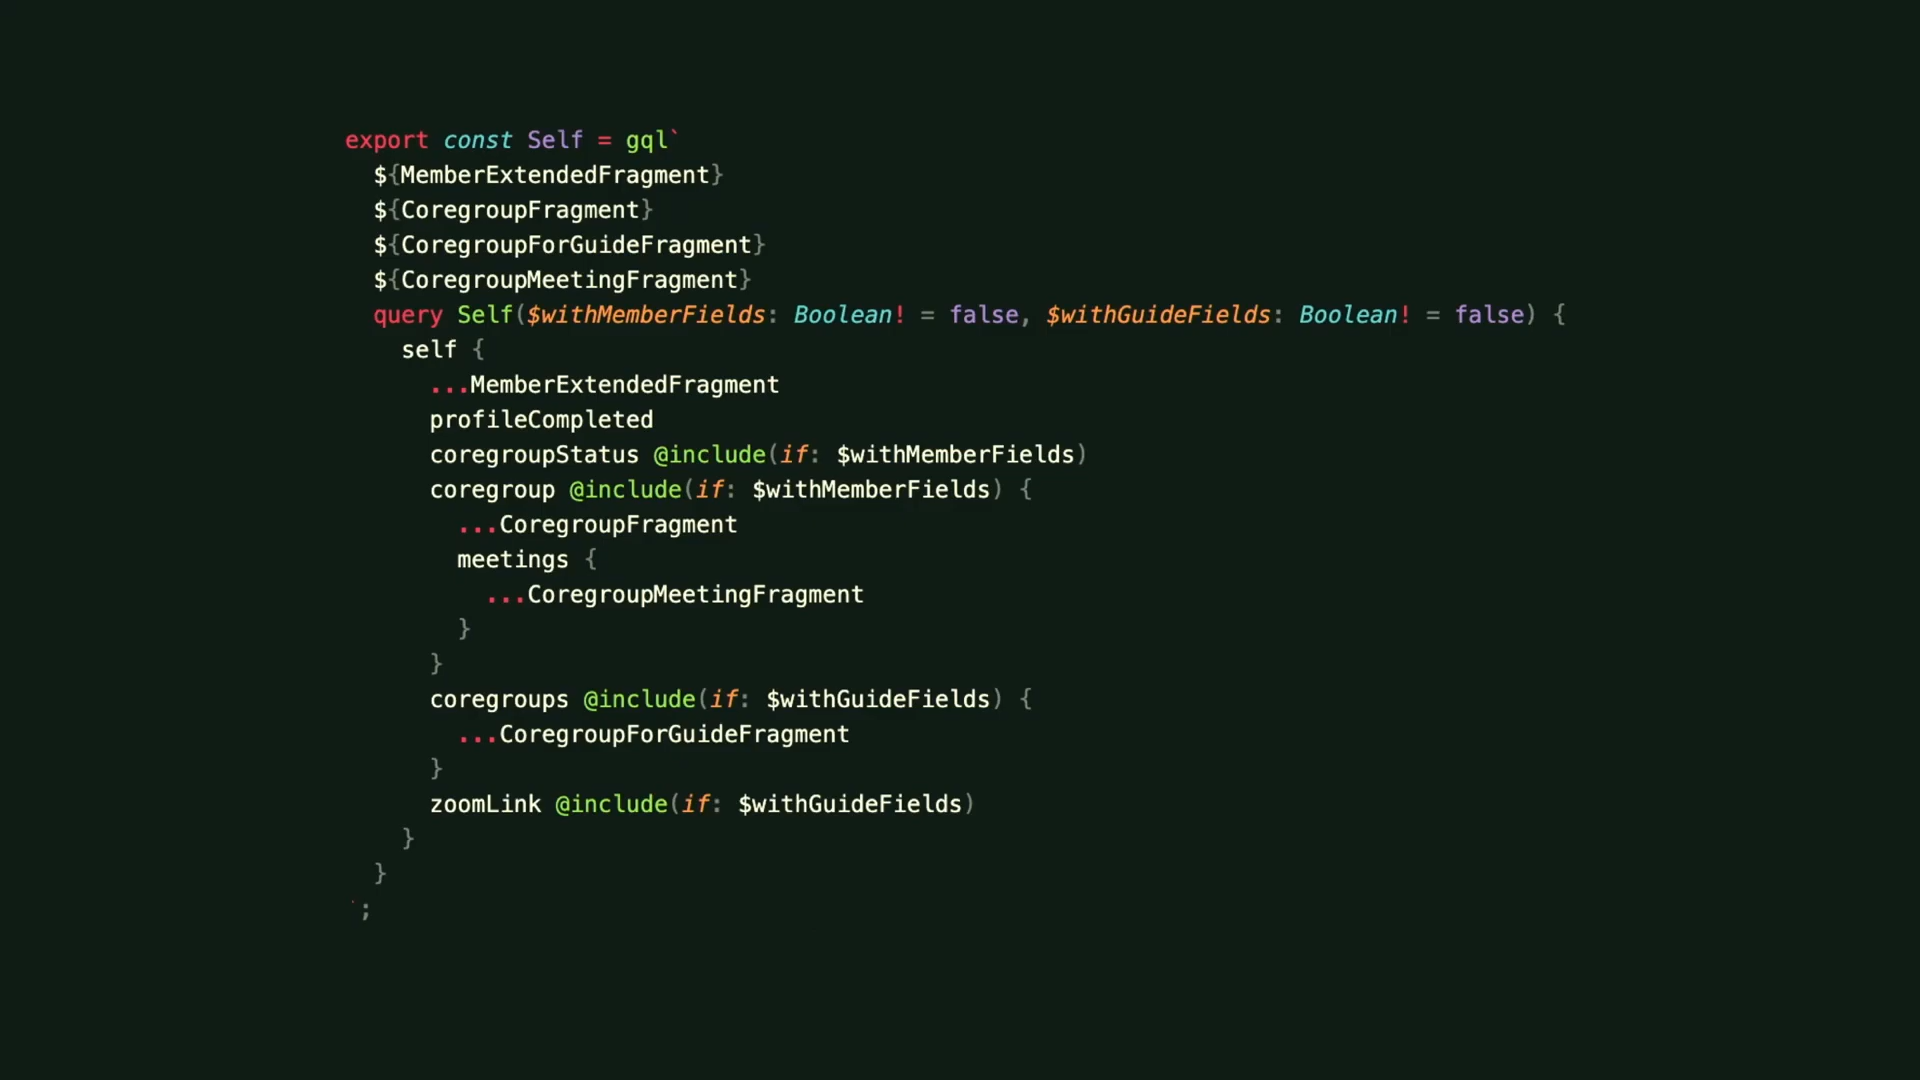 export const Self = gql`
  ${MemberExtendedFragment}
  ${CoregroupFragment}
  ${CoregroupForGuideFragment}
  ${CoregroupMeetingFragment}
  query Self($withMemberFields: Boolean! = false, $withGuideFields: Boolean! = false) {
    self {
      ...MemberExtendedFragment
      profileCompleted
      coregroupStatus @include(if: $withMemberFields)
      coregroup @include(if: $withMemberFields) {
        ...CoregroupFragment
        meetings {
          ...CoregroupMeetingFragment
        }
      }
      coregroups @include(if: $withGuideFields) {
        ...CoregroupForGuideFragment
      }
      zoomLink @include(if: $withGuideFields)
    }
  }
`;